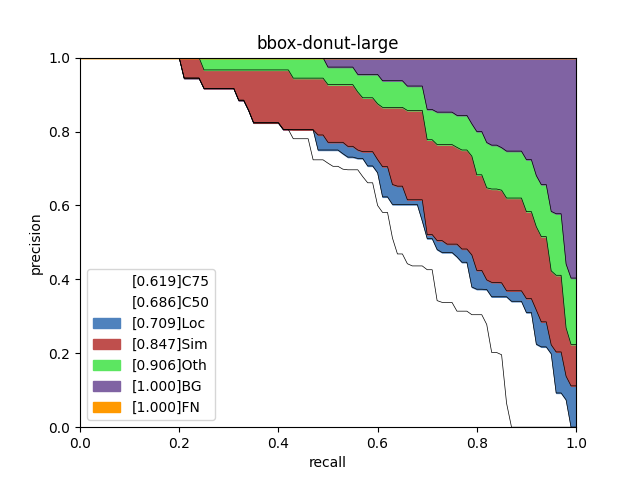 bbox-donut-large
1.0
0.8
0.6
0.4
0.2
0.0
precision
[0.619]C75
[0.686]C50
[0.709]Loc
[0.847]Sim
[0.906]Oth
[1.000]BG
[1.000]FN
0.0 0.2 0.4 0.6 0.8 1.0
recall